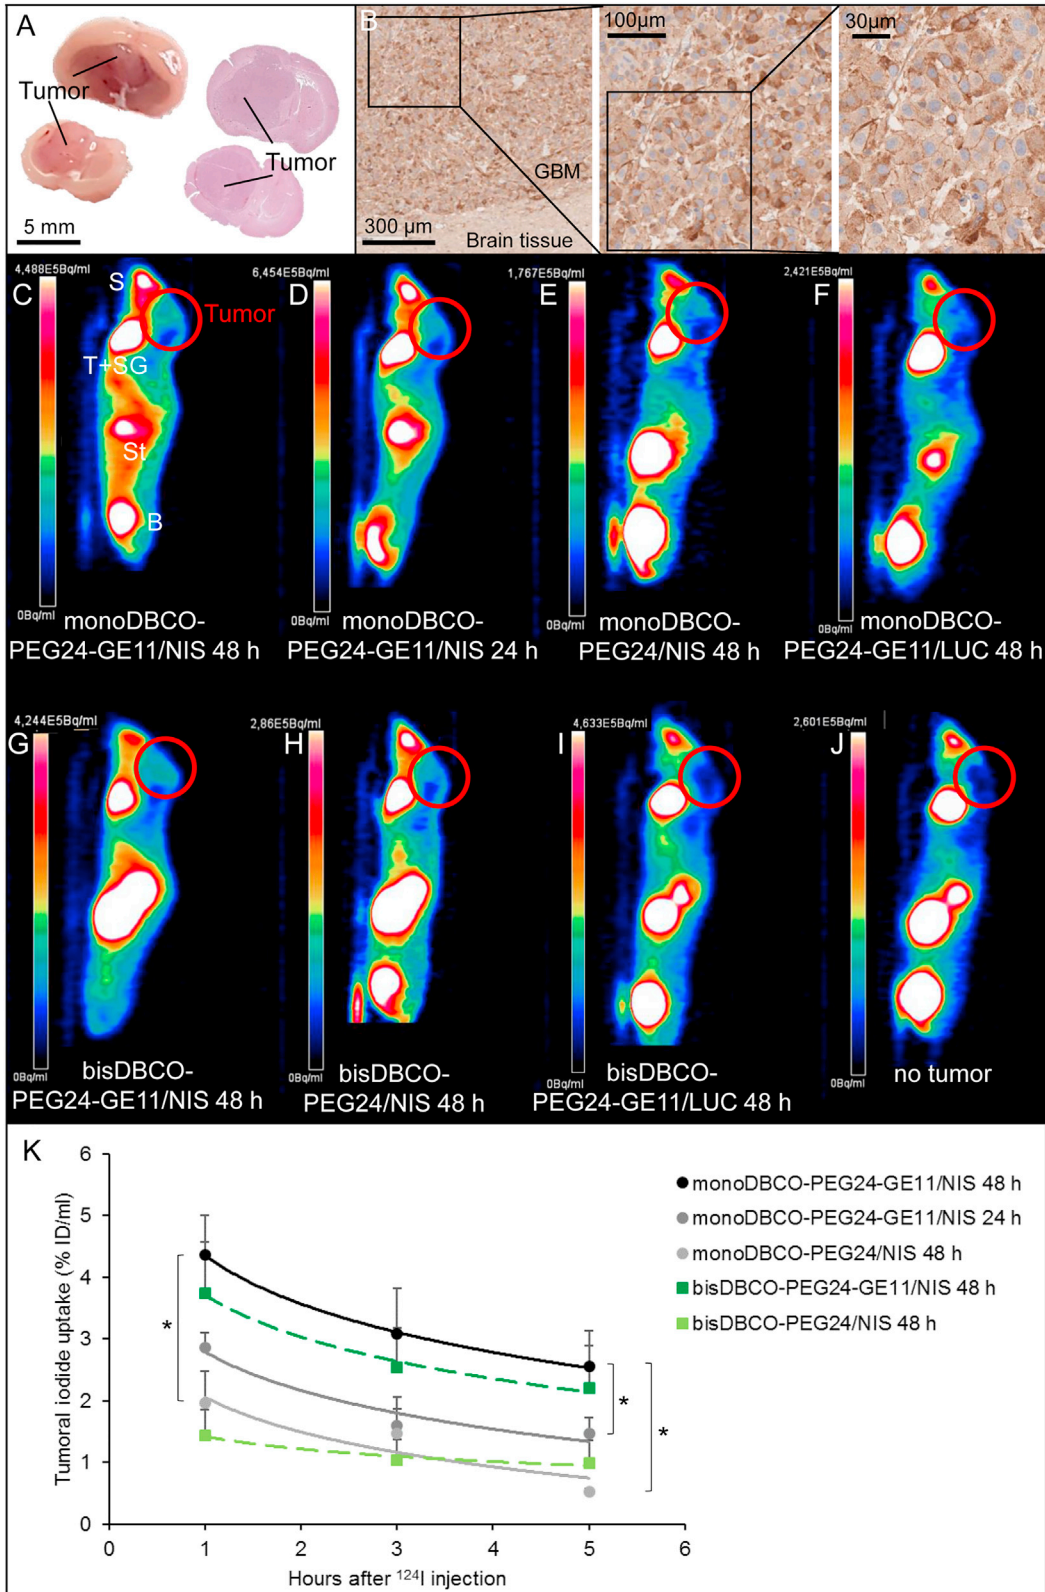 A
Tumor
Tumor
5 mm
B
GBM
300 µm
Brain tissue
100µm
30µm
4,488E5Bq/ml
C
S
Tumor
T+SG
St
B
0Bq/ml
monoDBCO-
PEG24-GE11/NIS 48 h
6,454E5Bq/ml
D
0Bq/ml
monoDBCO-
PEG24-GE11/NIS 24 h
1,767E5Bq/ml
E
0Bq/ml
monoDBCO-
PEG24/NIS 48 h
2,421E5Bq/ml
F
0Bq/ml
monoDBCO-
PEG24-GE11/LUC 48 h
4,244E5Bq/ml
G
0Bq/ml
bisDBCO-
PEG24-GE11/NIS 48 h
2,86E5Bq/ml
H
0Bq/ml
bisDBCO-
PEG24/NIS 48 h
4,633E5Bq/ml
I
0Bq/ml
bisDBCO-
PEG24-GE11/LUC 48 h
2,601E5Bq/ml
J
0Bq/ml
no tumor
K
Tumoral iodide uptake (% ID/ml)
6
5
4
3
2
1
0
0 1 2 3 4 5 6
Hours after ¹²⁴I injection
*
*
*
monoDBCO-PEG24-GE11/NIS 48 h
monoDBCO-PEG24-GE11/NIS 24 h
monoDBCO-PEG24/NIS 48 h
bisDBCO-PEG24-GE11/NIS 48 h
bisDBCO-PEG24/NIS 48 h